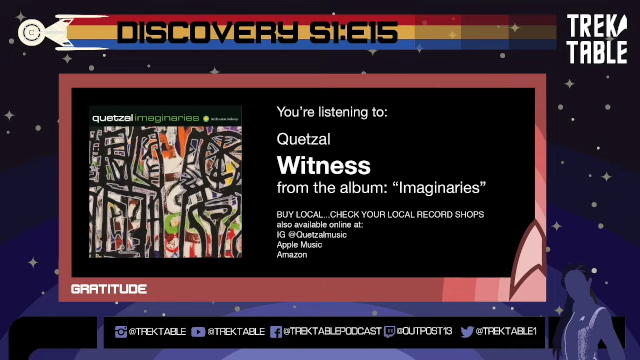 DISCOVERY S1:E15
TREK
TABLE
quetzal imaginaries
You're listening to:
Quetzal
Witness
from the album: “Imaginaries”
BUY LOCAL...CHECK YOUR LOCAL RECORD SHOPS
also available online at:
IG @Quetzalmusic
Apple Music
Amazon
GRATITUDE
@TREKTABLE @TREKTABLE @TREKTABLEPODCAST @OUTPOST13 @TREKTABLE1